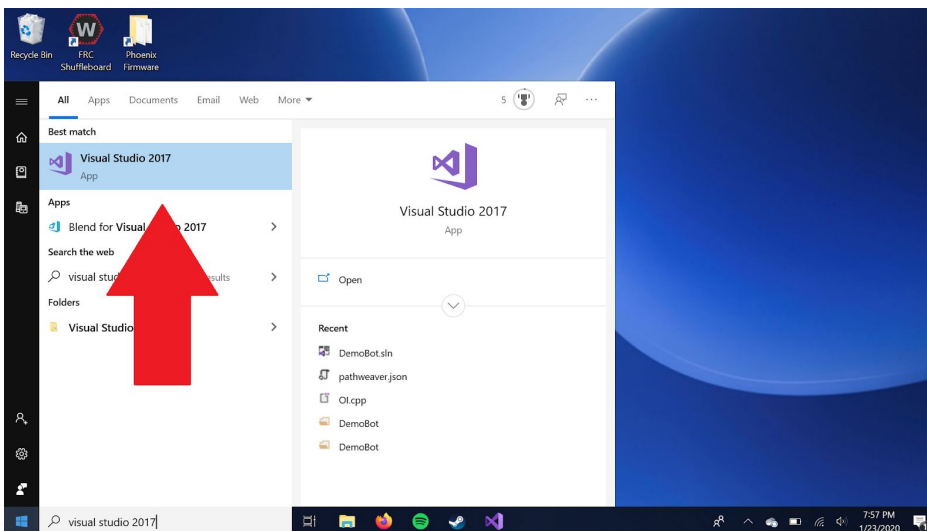 Recycle Bin
FRC Shuffleboard
Phoenix Firmware
All Apps Documents Email Web More 5
Best match
Visual Studio 2017
App
Apps
Blend for Visual 2017
Search the web
visual
Folders
Visual Studio
Visual Studio 2017
App
Open
Recent
DemoBot.sln
pathweaver.json
OI.cpp
DemoBot
DemoBot
visual studio 2017
7:57 PM
1/23/2020